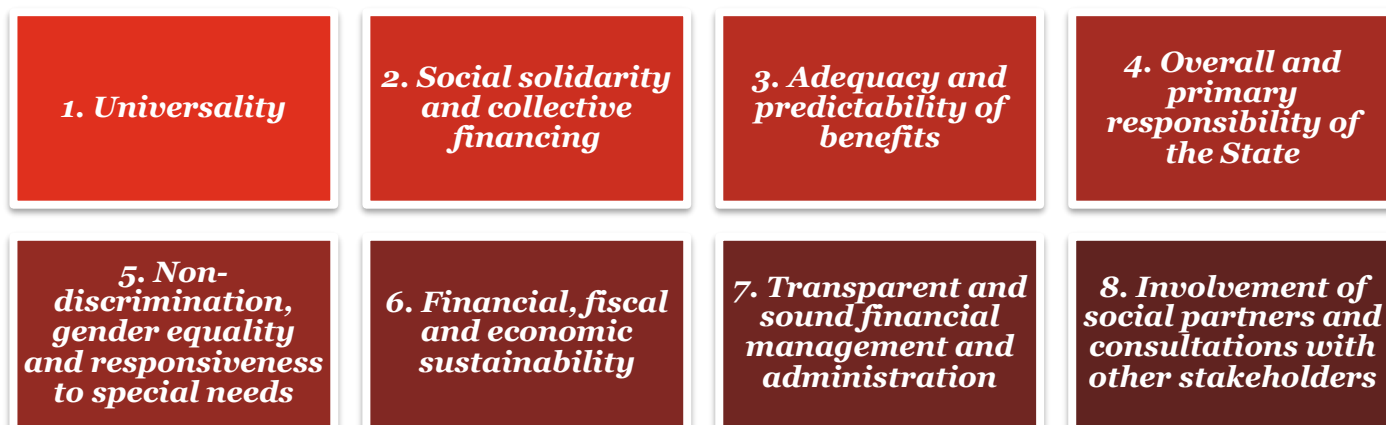 1. Universality
2. Social solidarity
and collective
financing
3. Adequacy and
predictability of
benefits
4. Overall and
primary
responsibility of
the State
5. Non-
discrimination,
gender equality
and responsiveness
to special needs
6. Financial, fiscal
and economic
sustainability
7. Transparent and
sound financial
management and
administration
8. Involvement of
social partners and
consultations with
other stakeholders